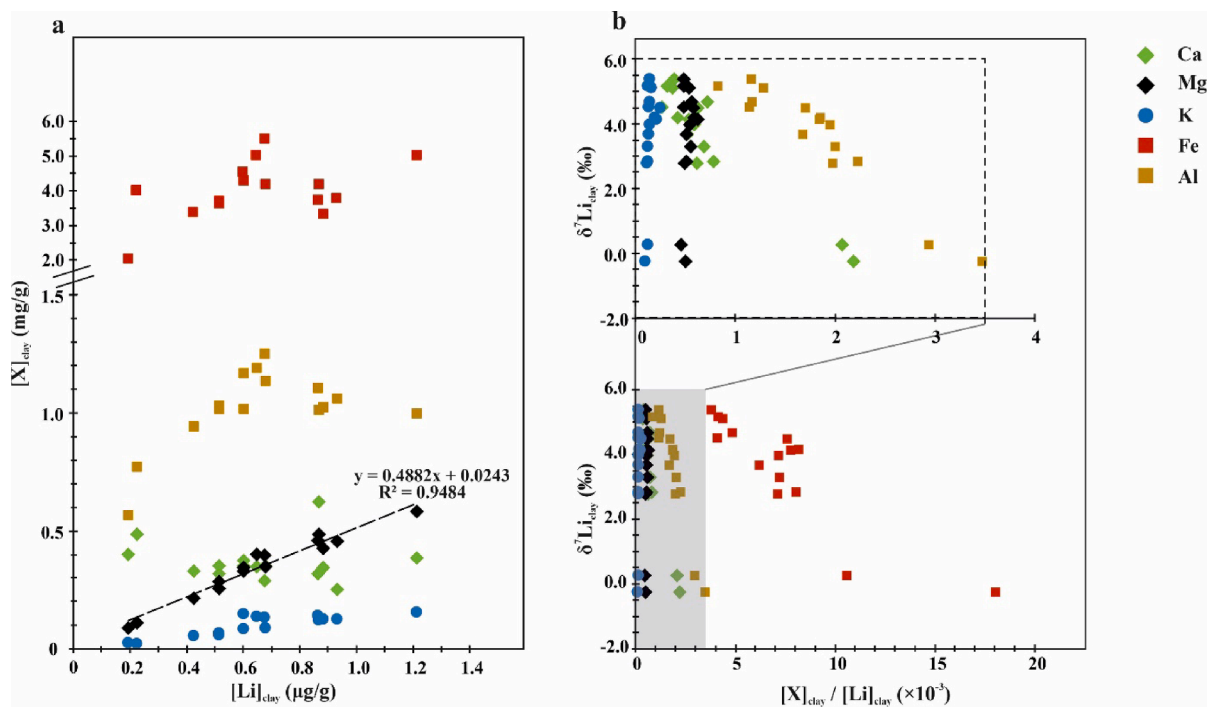 a
6.0
5.0
4.0
3.0
2.0
1.5
1.0
0.5
0
[X]clay (mg/g)
y = 0.4882x + 0.0243
R² = 0.9484
0.0 0.2 0.4 0.6 0.8 1.0 1.2 1.4
[Li]clay (μg/g)
b
6.0
4.0
2.0
0.0
-2.0
δ⁷Liclay (‰)
0 1 2 3 4
6.0
4.0
2.0
0.0
-2.0
δ⁷Liclay (‰)
0 5 10 15 20
[X]clay / [Li]clay (×10⁻³)
Ca
Mg
K
Fe
Al